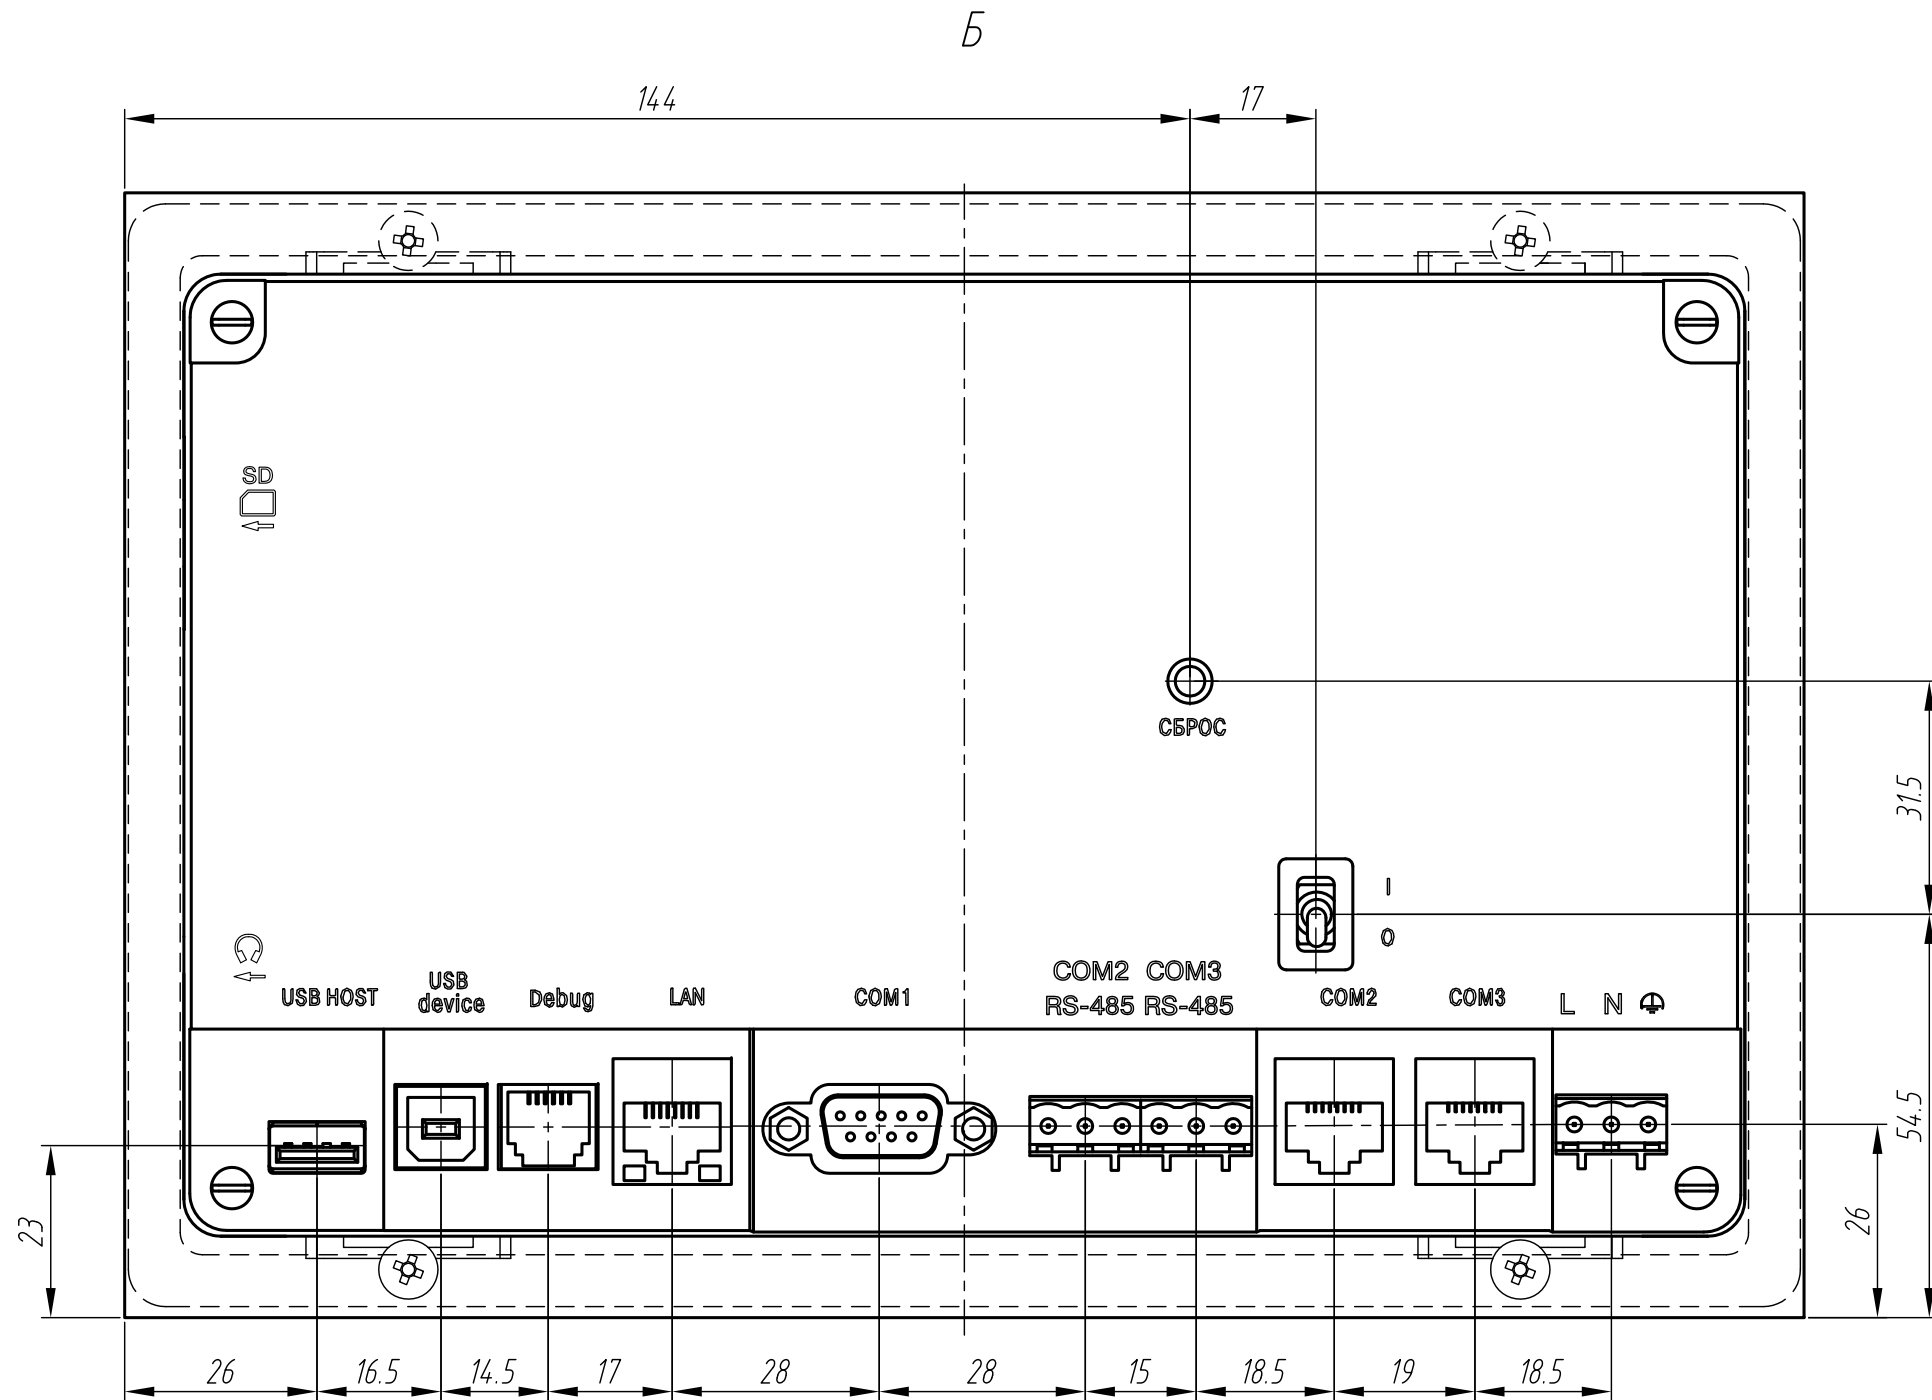 Б
144
17
SD
СБРОС
31.5
I
0
USB HOST
USB
device
Debug
LAN
COM1
COM2 COM3
RS-485 RS-485
COM2
COM3
L N
54.5
23
26
26
16.5
14.5
17
28
28
15
18.5
19
18.5